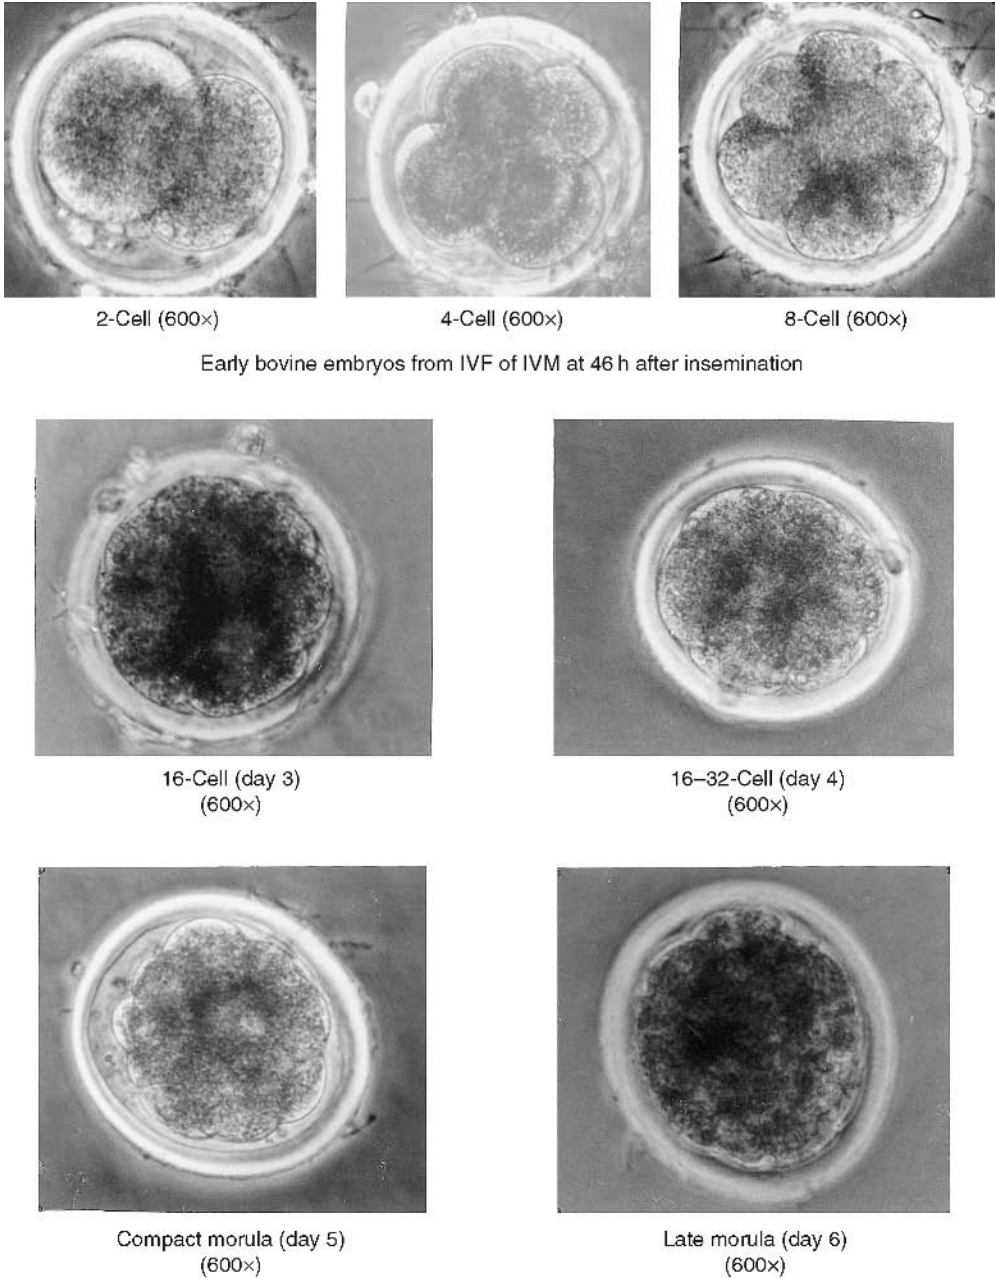 2-Cell (600×)
4-Cell (600×)
8-Cell (600×)
Early bovine embryos from IVF of IVM at 46 h after insemination
16-Cell (day 3)
(600×)
16–32-Cell (day 4)
(600×)
Compact morula (day 5)
(600×)
Late morula (day 6)
(600×)